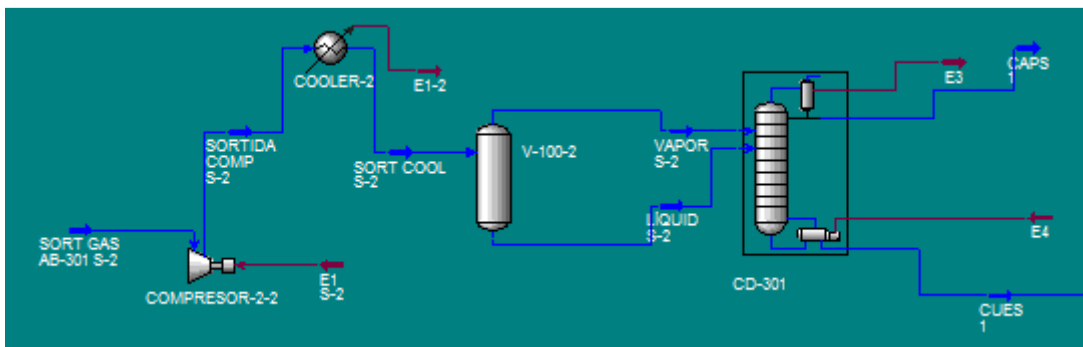 COOLER-2
E1-2
E3
CAPS
1
SORTIDA
COMP
S-2
SORT COOL
S-2
V-100-2
VAPOR
S-2
LÍQUID
S-2
SORT GAS
AB-301 S-2
E1
S-2
COMPRESOR-2-2
E4
CD-301
CUES
1